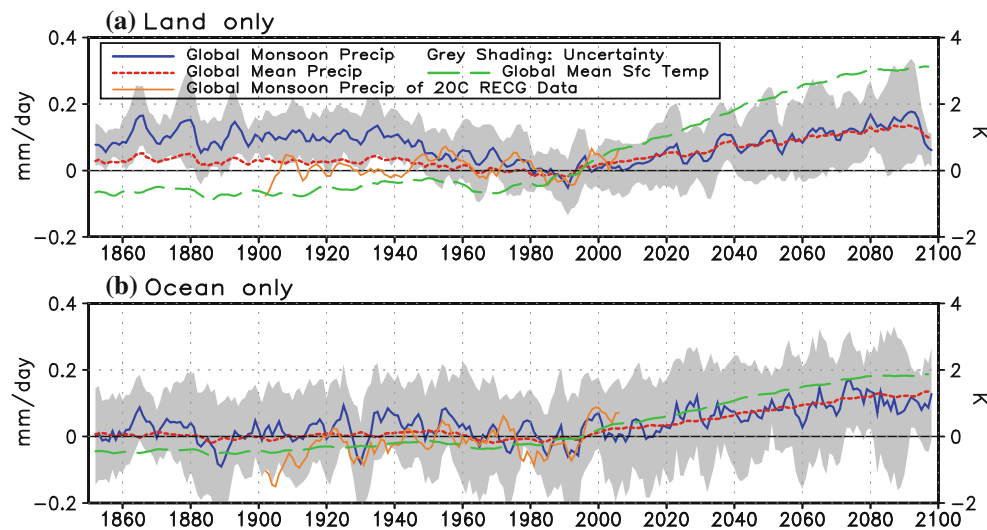 (a) Land only
0.4
0.2
0
−0.2
mm/day
Global Monsoon Precip Grey Shading: Uncertainty
Global Mean Precip Global Mean Sfc Temp
Global Monsoon Precip of 20C RECG Data
4
2
0
−2
K
1860 1880 1900 1920 1940 1960 1980 2000 2020 2040 2060 2080 2100
(b) Ocean only
0.4
0.2
0
−0.2
mm/day
4
2
0
−2
K
1860 1880 1900 1920 1940 1960 1980 2000 2020 2040 2060 2080 2100